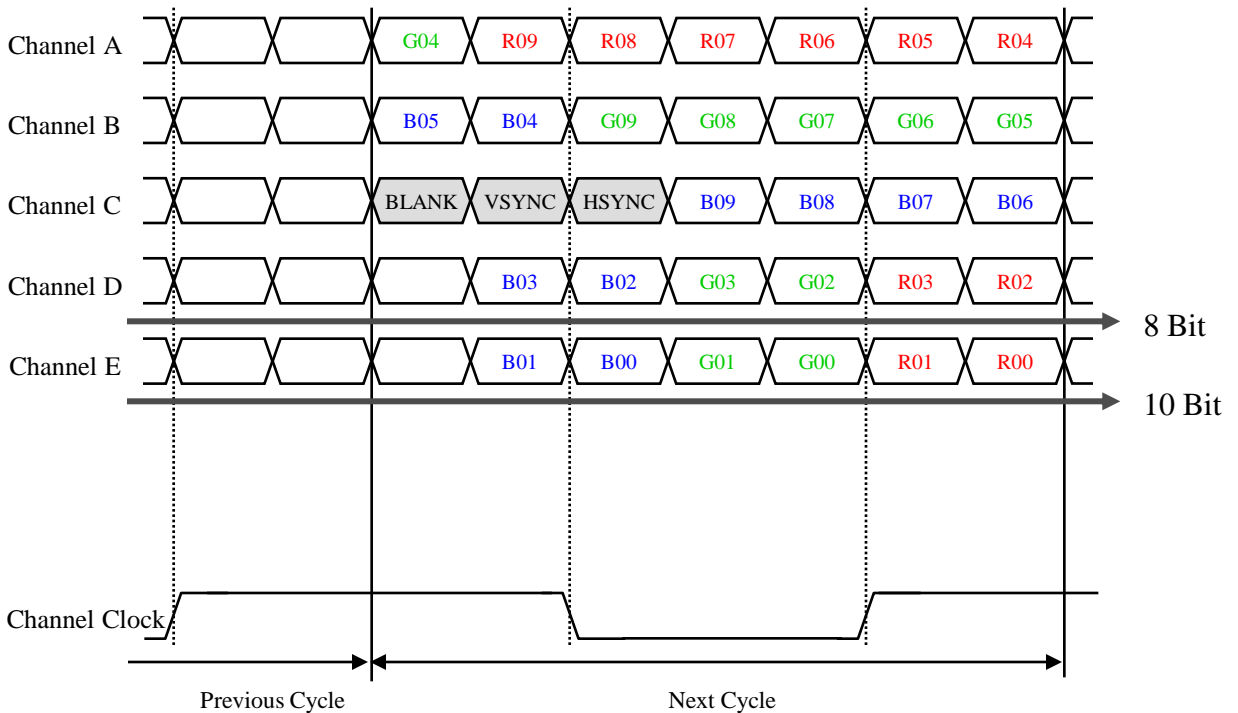 Channel A G04 R09 R08 R07 R06 R05 R04
Channel B B05 B04 G09 G08 G07 G06 G05
Channel C BLANK VSYNC HSYNC B09 B08 B07 B06
Channel D B03 B02 G03 G02 R03 R02
8 Bit
Channel E B01 B00 G01 G00 R01 R00
10 Bit
Channel Clock
Previous Cycle Next Cycle